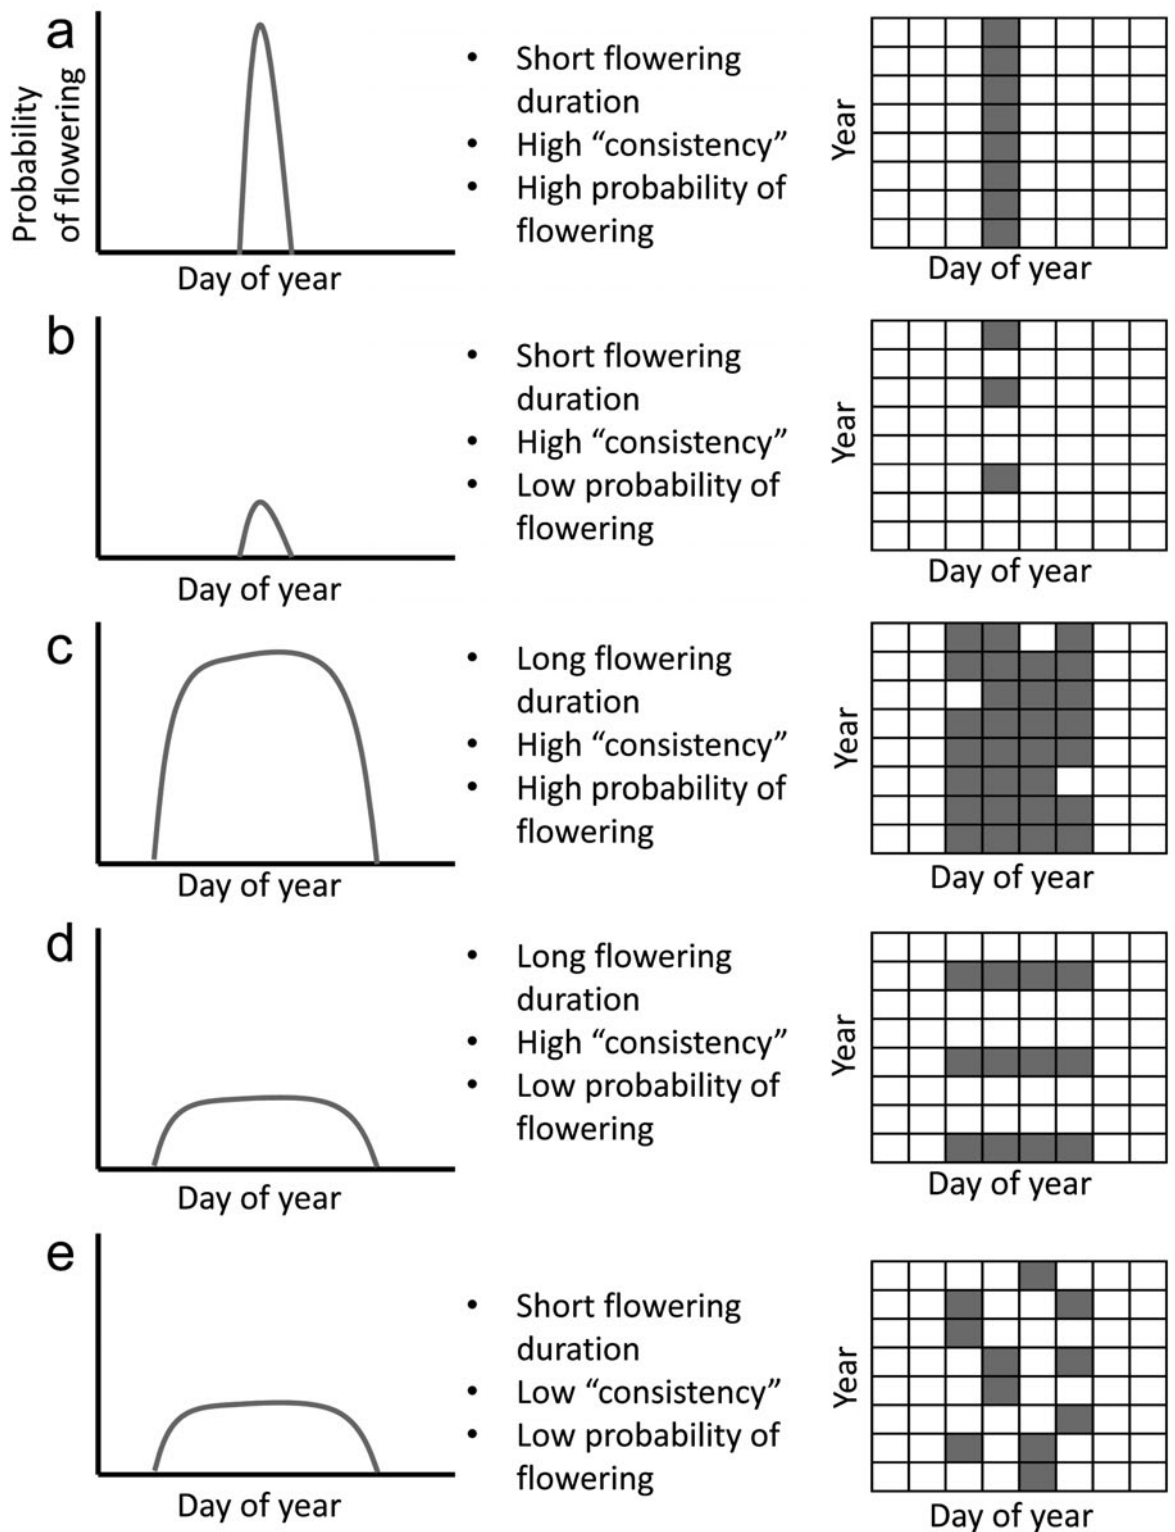 a
Probability
of flowering
Day of year
• Short flowering
duration
• High “consistency”
• High probability of
flowering
Year
Day of year
b
Day of year
• Short flowering
duration
• High “consistency”
• Low probability of
flowering
Year
Day of year
c
Day of year
• Long flowering
duration
• High “consistency”
• High probability of
flowering
Year
Day of year
d
Day of year
• Long flowering
duration
• High “consistency”
• Low probability of
flowering
Year
Day of year
e
Day of year
• Short flowering
duration
• Low “consistency”
• Low probability of
flowering
Year
Day of year